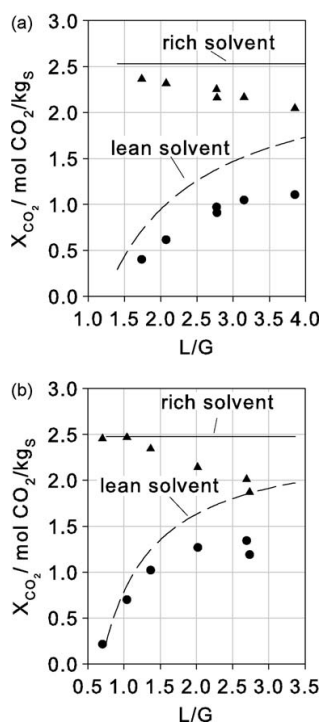 (a)
rich solvent
3.0
2.5
2.0
1.5
1.0
0.5
0.0
X_CO₂/ mol CO₂/kg_S
lean solvent
1.0 1.5 2.0 2.5 3.0 3.5 4.0
L/G
(b)
rich solvent
3.0
2.5
2.0
1.5
1.0
0.5
0.0
X_CO₂/ mol CO₂/kg_S
lean solvent
0.5 1.0 1.5 2.0 2.5 3.0 3.5
L/G